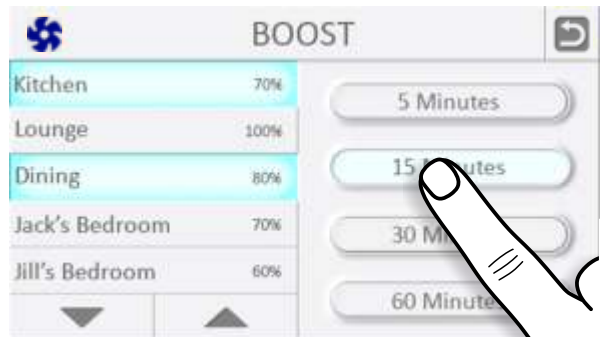 BOOST
Kitchen 70%
Lounge 100%
Dining 80%
Jack's Bedroom 70%
Jill's Bedroom 60%
5 Minutes
15
30
60